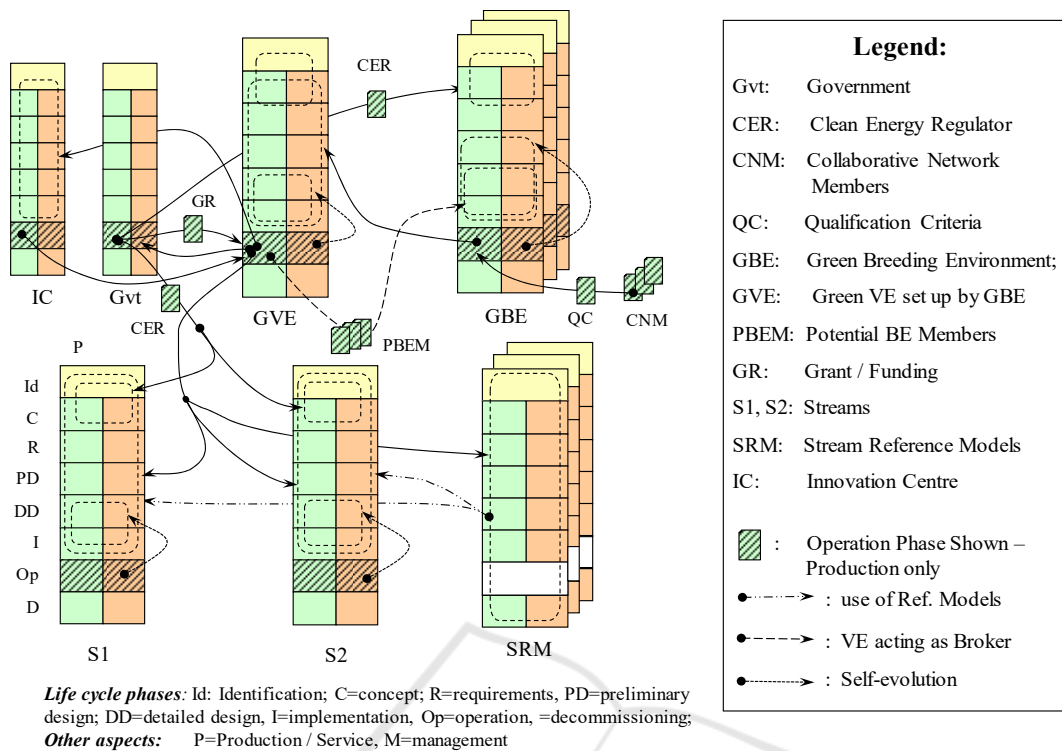 CER
GR
IC
Gvt
CER
GVE
PBEM
GBE
QC
CNM
P
Id
C
R
PD
DD
I
Op
D
S1
S2
SRM
Life cycle phases: Id: Identification; C=concept; R=requirements, PD=preliminary
design; DD=detailed design, I=implementation, Op=operation, =decommissioning;
Other aspects: P=Production / Service, M=management
Legend:
Gvt: Government
CER: Clean Energy Regulator
CNM: Collaborative Network
Members
QC: Qualification Criteria
GBE: Green Breeding Environment;
GVE: Green VE set up by GBE
PBEM: Potential BE Members
GR: Grant / Funding
S1, S2: Streams
SRM: Stream Reference Models
IC: Innovation Centre
: Operation Phase Shown –
Production only
: use of Ref. Models
: VE acting as Broker
: Self-evolution